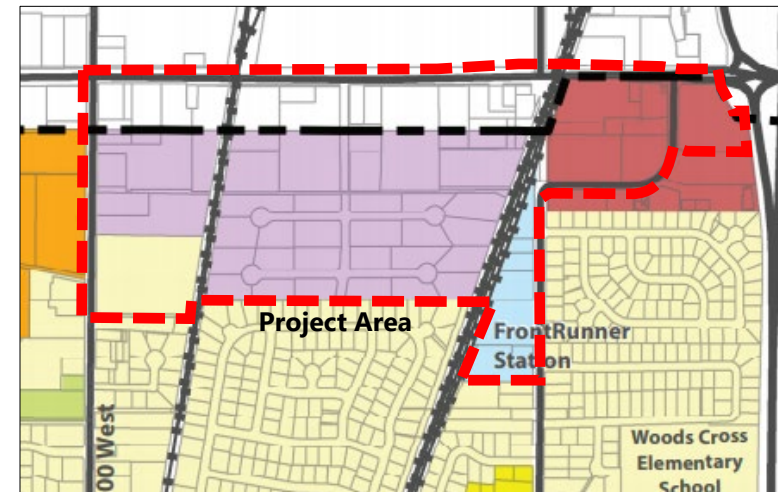 Project Area
FrontRunner
Station
00 West
Woods Cross
Elementary
School